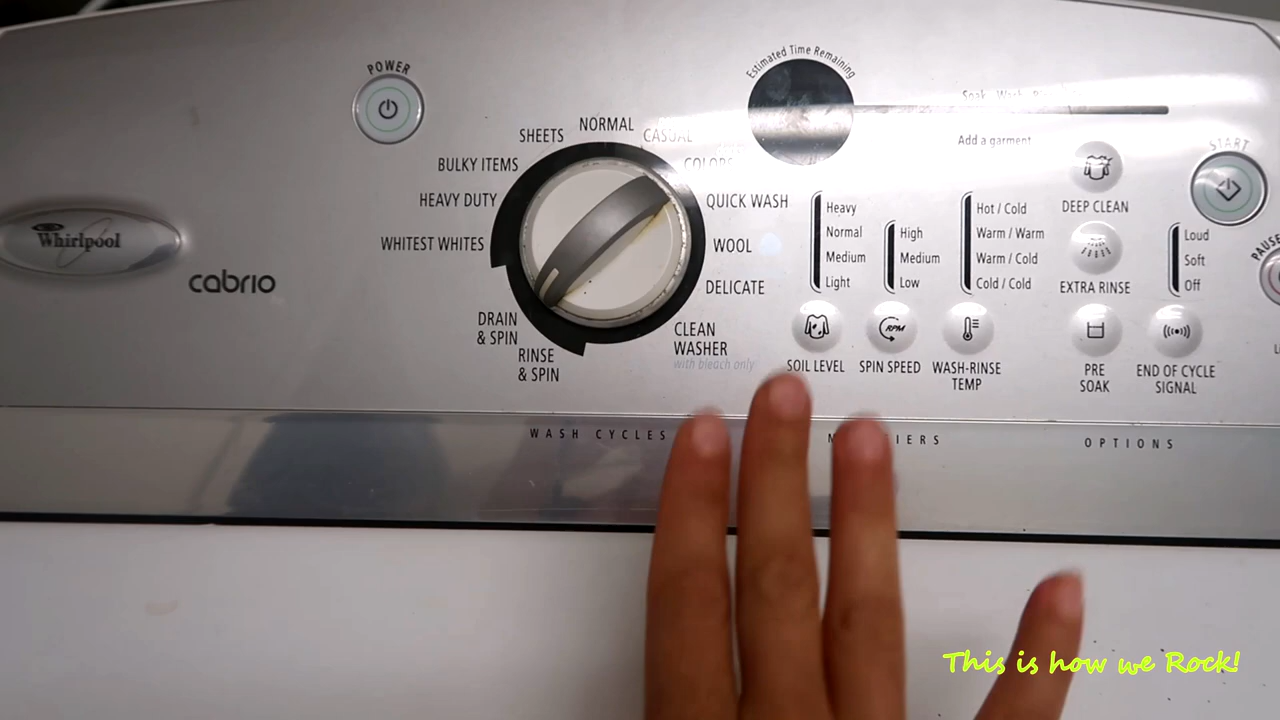 POWER
Estimated Time Remaining
Add a garment
START
SHEETS
NORMAL
CASUAL
BULKY ITEMS
COLORS
HEAVY DUTY
QUICK WASH
WHITEST WHITES
WOOL
DELICATE
DRAIN
& SPIN
RINSE
& SPIN
CLEAN
WASHER
with bleach only
Whirlpool
cabrio
Heavy
Normal
Medium
Light
SOIL LEVEL
High
Medium
Low
RPM
SPIN SPEED
Hot / Cold
Warm / Warm
Warm / Cold
Cold / Cold
WASH-RINSE
TEMP
DEEP CLEAN
EXTRA RINSE
PRE
SOAK
Loud
Soft
Off
END OF CYCLE
SIGNAL
WASH CYCLES
OPTIONS
This is how we Rock!